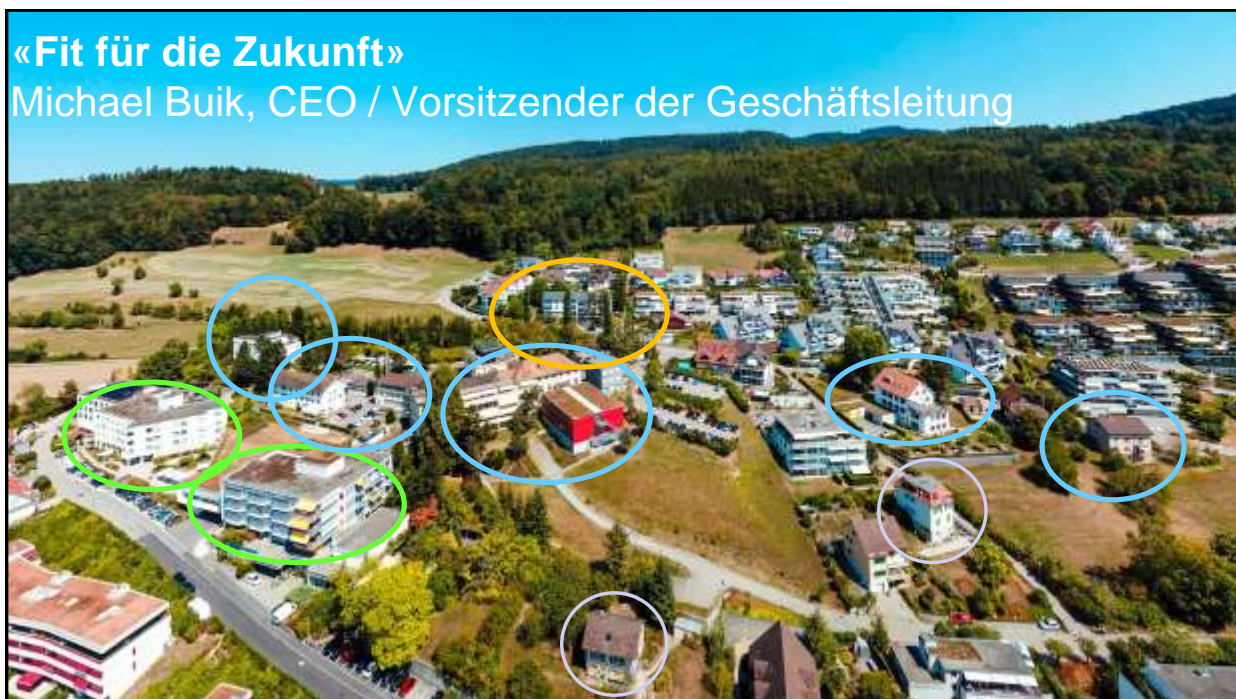 «Fit für die Zukunft»
Michael Buik, CEO / Vorsitzender der Geschäftsleitung